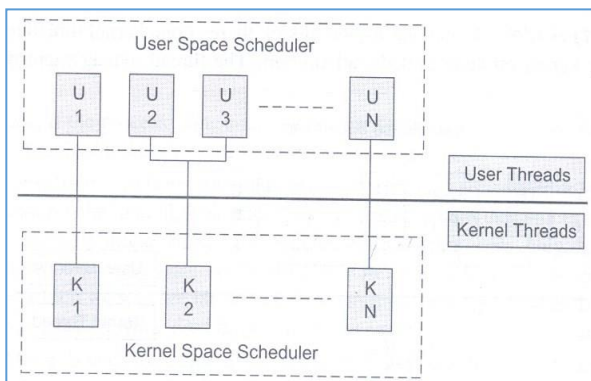 User Space Scheduler
U U U U
1 2 3 N
User Threads
Kernel Threads
K K K
1 2 N
Kernel Space Scheduler